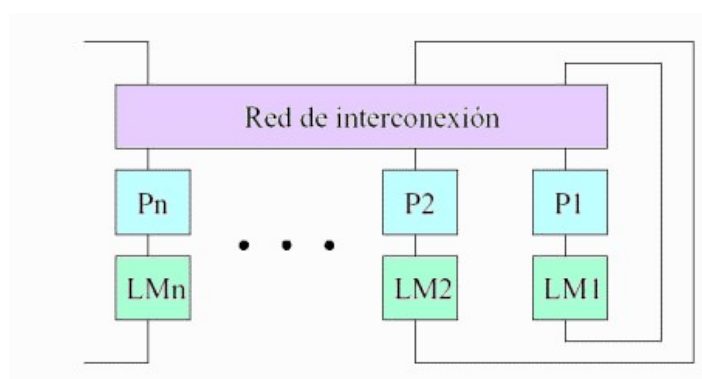 Red de interconexión
Pn P2 P1
LMn LM2 LM1